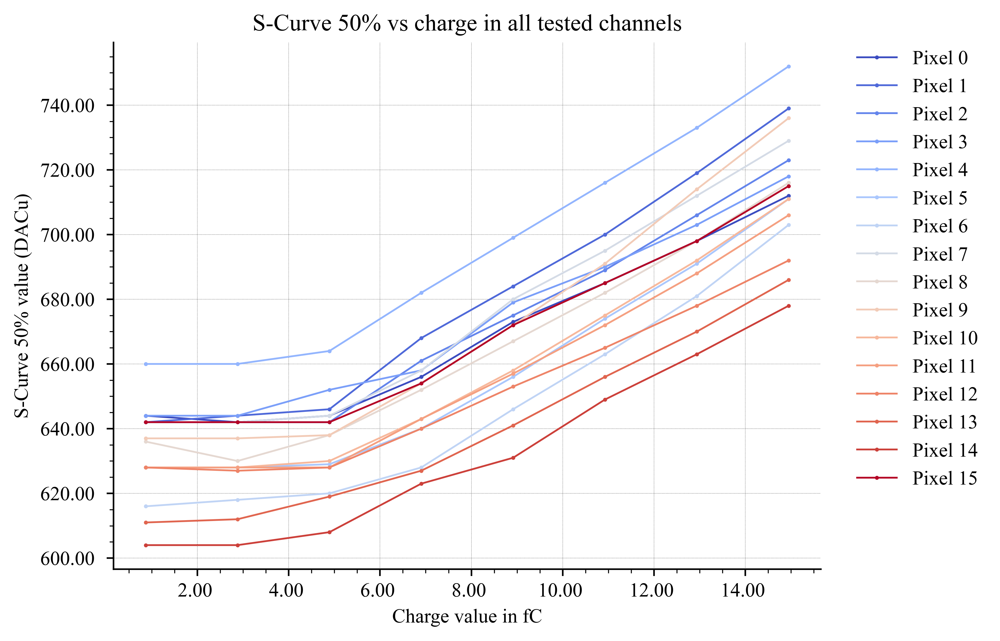 S-Curve 50% vs charge in all tested channels
S-Curve 50% value (DACu)
740.00
720.00
700.00
680.00
660.00
640.00
620.00
600.00
2.00 4.00 6.00 8.00 10.00 12.00 14.00
Charge value in fC
Pixel 0
Pixel 1
Pixel 2
Pixel 3
Pixel 4
Pixel 5
Pixel 6
Pixel 7
Pixel 8
Pixel 9
Pixel 10
Pixel 11
Pixel 12
Pixel 13
Pixel 14
Pixel 15